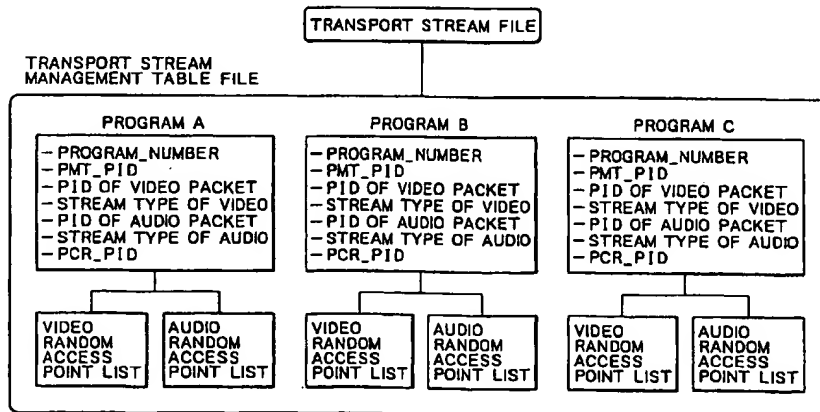 TRANSPORT STREAM FILE
TRANSPORT STREAM
MANAGEMENT TABLE FILE
PROGRAM A
- PROGRAM_NUMBER
- PMT_PID
- PID OF VIDEO PACKET
- STREAM TYPE OF VIDEO
- PID OF AUDIO PACKET
- STREAM TYPE OF AUDIO
- PCR_PID
VIDEO
RANDOM
ACCESS
POINT LIST
AUDIO
RANDOM
ACCESS
POINT LIST
PROGRAM B
- PROGRAM_NUMBER
- PMT_PID
- PID OF VIDEO PACKET
- STREAM TYPE OF VIDEO
- PID OF AUDIO PACKET
- STREAM TYPE OF AUDIO
- PCR_PID
VIDEO
RANDOM
ACCESS
POINT LIST
AUDIO
RANDOM
ACCESS
POINT LIST
PROGRAM C
- PROGRAM_NUMBER
- PMT_PID
- PID OF VIDEO PACKET
- STREAM TYPE OF VIDEO
- PID OF AUDIO PACKET
- STREAM TYPE OF AUDIO
- PCR_PID
VIDEO
RANDOM
ACCESS
POINT LIST
AUDIO
RANDOM
ACCESS
POINT LIST